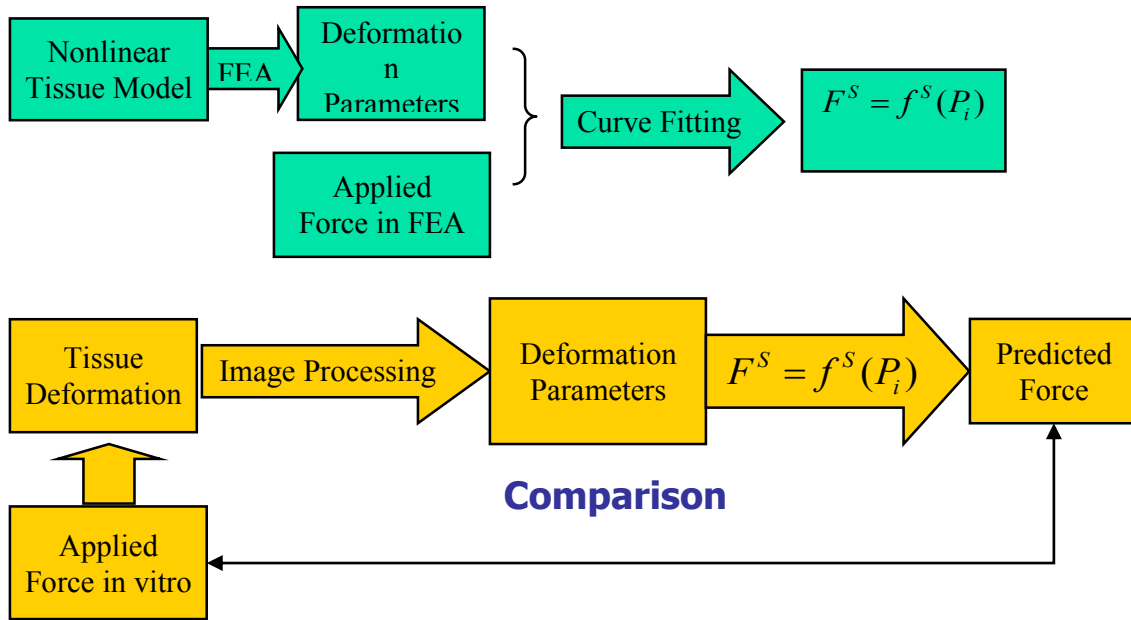 Nonlinear
Tissue Model
FEA
Deformatio
n
Parameters
Applied
Force in FEA
Curve Fitting
F^S = f^S(P_i)
Tissue
Deformation
Image Processing
Deformation
Parameters
F^S = f^S(P_i)
Predicted
Force
Comparison
Applied
Force in vitro